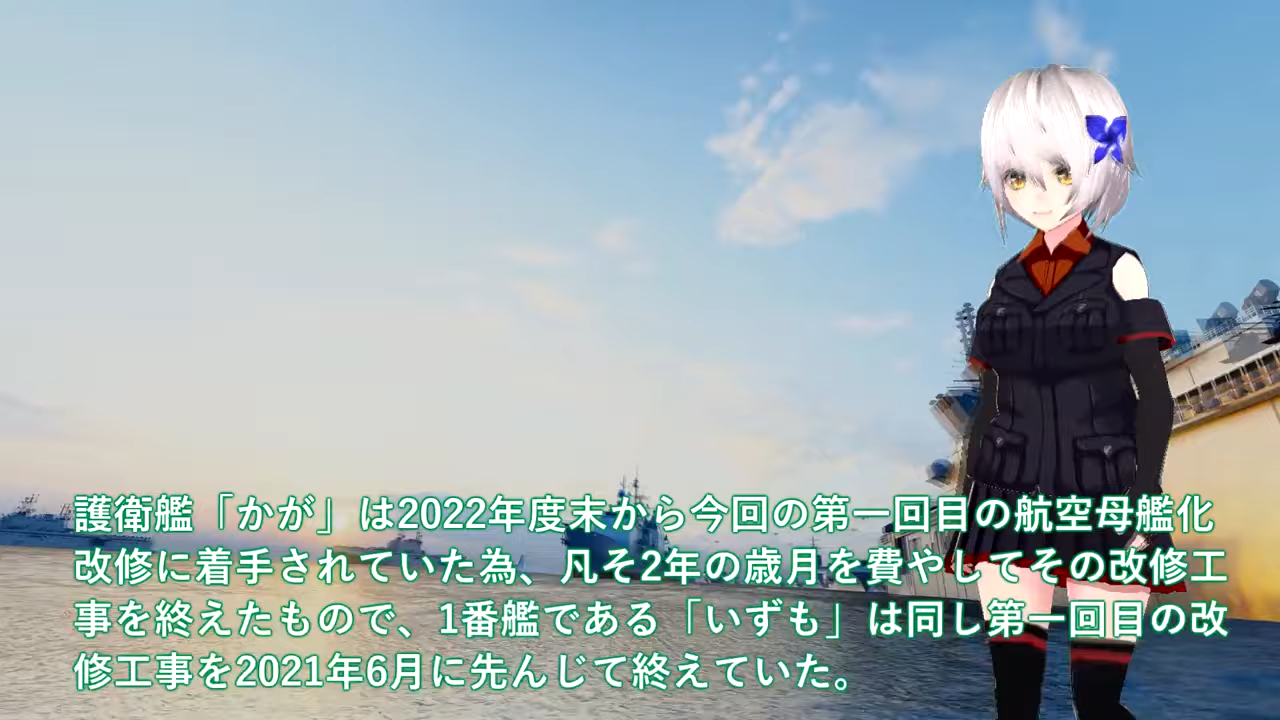 護衛艦「かが」は2022年度末から今回の第一回目の航空母艦化
改修に着手されていた為、凡そ2年の歳月を費やしてその改修工
事を終えたもので、1番艦である「いずも」は同し第一回目の改
修工事を2021年6月に先んじて終えていた。